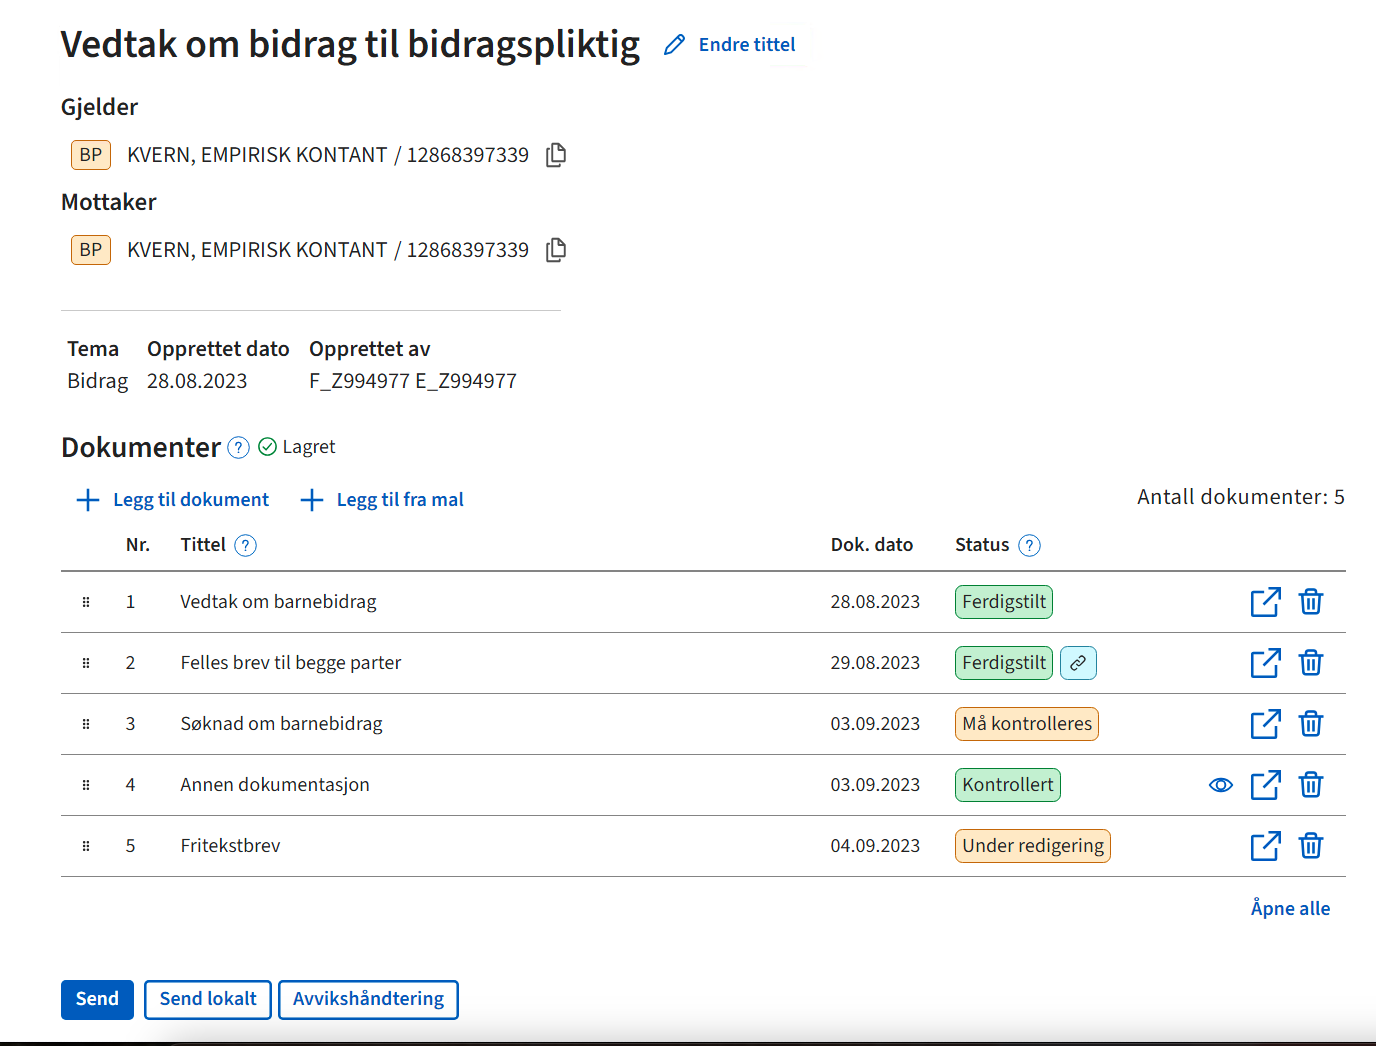 Vedtak om bidrag til bidragspliktig Endre tittel
Gjelder
BP KVERN, EMPIRISK KONTANT / 12868397339
Mottaker
BP KVERN, EMPIRISK KONTANT / 12868397339
Tema Opprettet dato Opprettet av
Bidrag 28.08.2023 F_Z994977 E_Z994977
Dokumenter ? Lagret
Legg til dokument Legg til fra mal Antall dokumenter: 5
Nr. Tittel ? Dok. dato Status ?
1 Vedtak om barnebidrag 28.08.2023 Ferdigstilt
2 Felles brev til begge parter 29.08.2023 Ferdigstilt
3 Søknad om barnebidrag 03.09.2023 Må kontrolleres
4 Annen dokumentasjon 03.09.2023 Kontrollert
5 Fritekstbrev 04.09.2023 Under redigering
Åpne alle
Send Send lokalt Avvikshåndtering